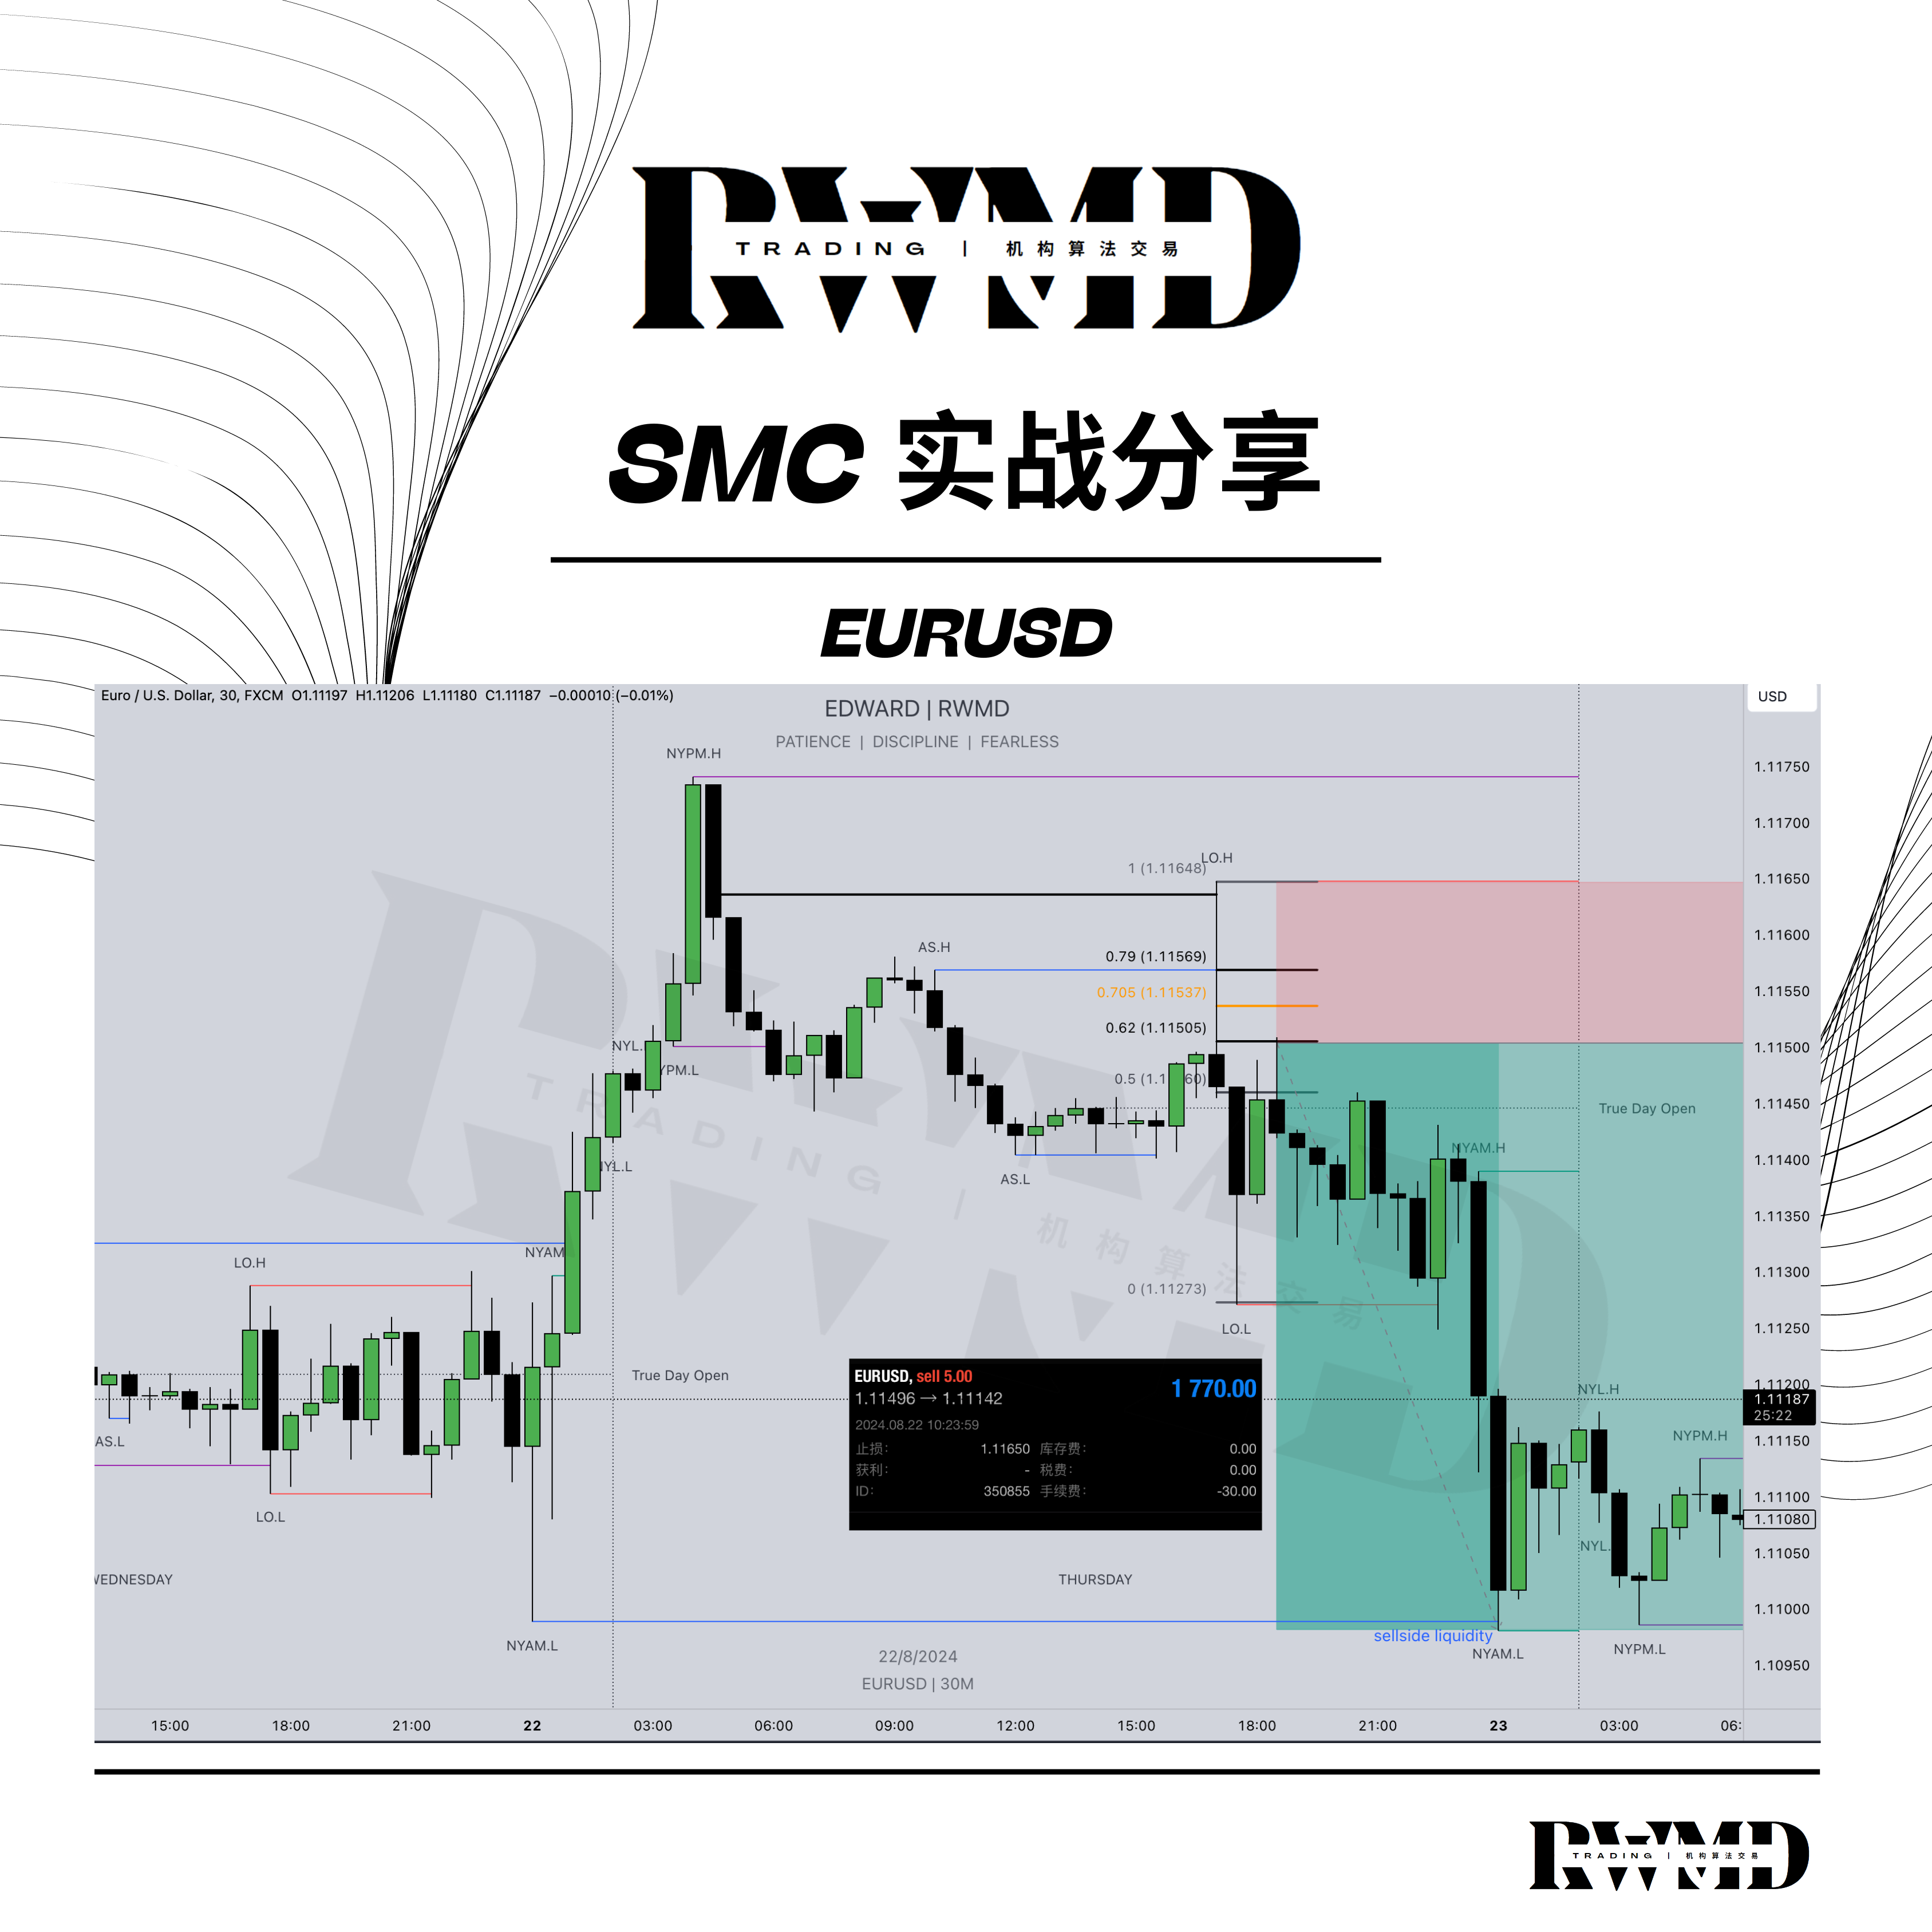 RWMD
TRADING | 机构算法交易
SMC 实战分享
EURUSD
Euro / U.S. Dollar, 30, FXCM O1.11197 H1.11206 L1.11180 C1.11187 −0.00010 (−0.01%)
USD
EDWARD | RWMD
PATIENCE | DISCIPLINE | FEARLESS
NYPM.H
1.11750
1.11700
LO.H
1 (1.11648)
1.11650
AS.H
1.11600
0.79 (1.11569)
0.705 (1.11537)
1.11550
0.62 (1.11505)
NYL.
1.11500
YPM.L
0.5 (1.1 60)
True Day Open
1.11450
NYAM.H
NYL.L
1.11400
AS.L
1.11350
TRADING | 机构算法交易
NYAM
LO.H
1.11300
0 (1.11273)
LO.L
1.11250
True Day Open
1.11200
NYL.H
1.11187
25:22
EURUSD, sell 5.00
1 770.00
1.11496 → 1.11142
2024.08.22 10:23:59
止损: 1.11650 库存费: 0.00
获利: - 税费: 0.00
ID: 350855 手续费: -30.00
AS.L
NYPM.H
1.11150
LO.L
1.11100
1.11080
NYL.
1.11050
WEDNESDAY
THURSDAY
1.11000
sellside liquidity
NYAM.L
NYAM.L
NYPM.L
22/8/2024
1.10950
EURUSD | 30M
15:00 18:00 21:00 22 03:00 06:00 09:00 12:00 15:00 18:00 21:00 23 03:00 06:
RWMD
TRADING | 机构算法交易